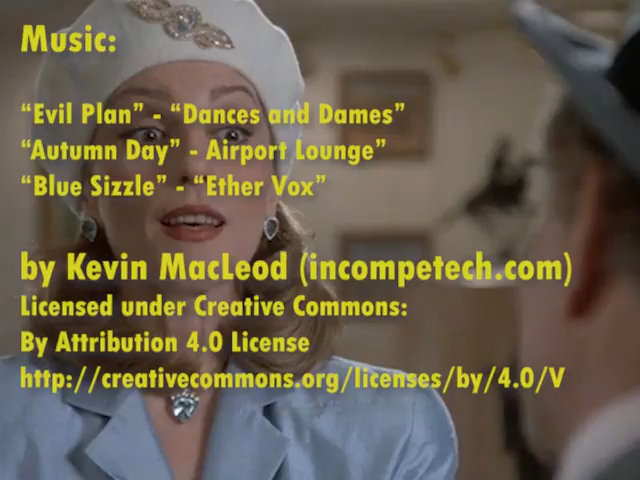 Music:
“Evil Plan” - “Dances and Dames”
“Autumn Day” - Airport Lounge”
“Blue Sizzle” - “Ether Vox”
by Kevin MacLeod (incompetech.com)
Licensed under Creative Commons:
By Attribution 4.0 License
http://creativecommons.org/licenses/by/4.0/V